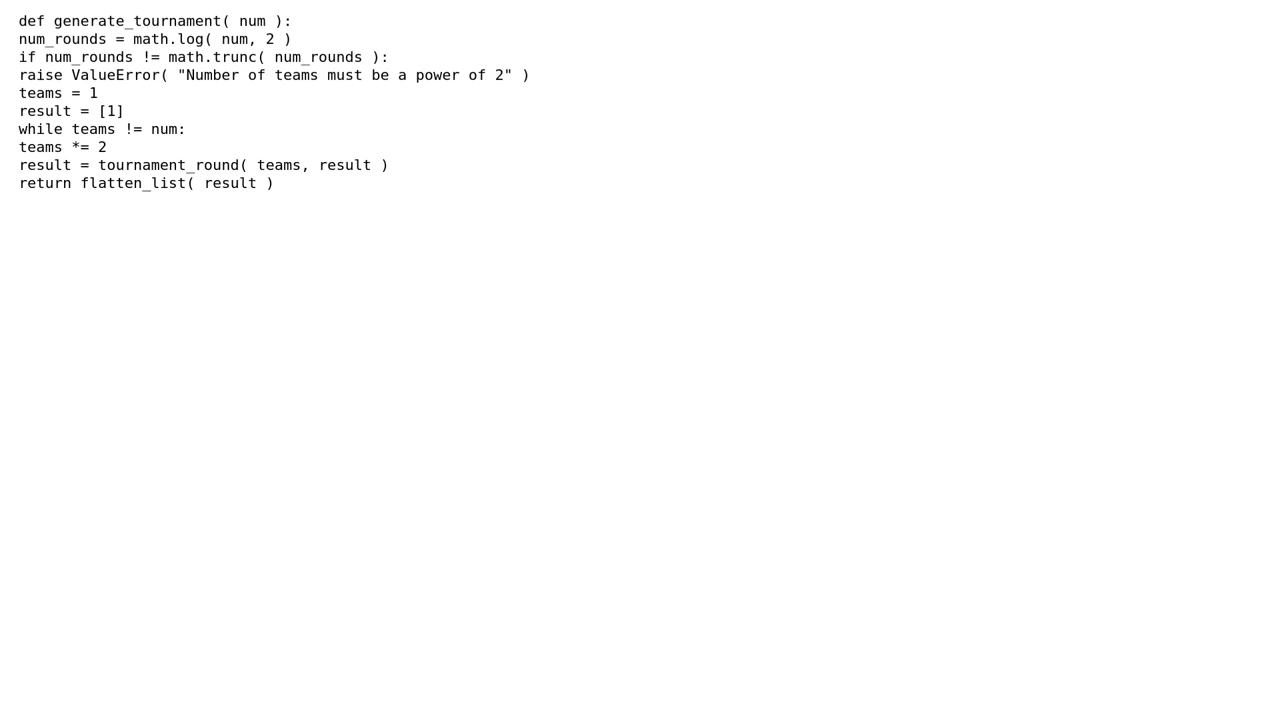 def generate_tournament( num ):
num_rounds = math.log( num, 2 )
if num_rounds != math.trunc( num_rounds ):
raise ValueError( "Number of teams must be a power of 2" )
teams = 1
result = [1]
while teams != num:
teams *= 2
result = tournament_round( teams, result )
return flatten_list( result )